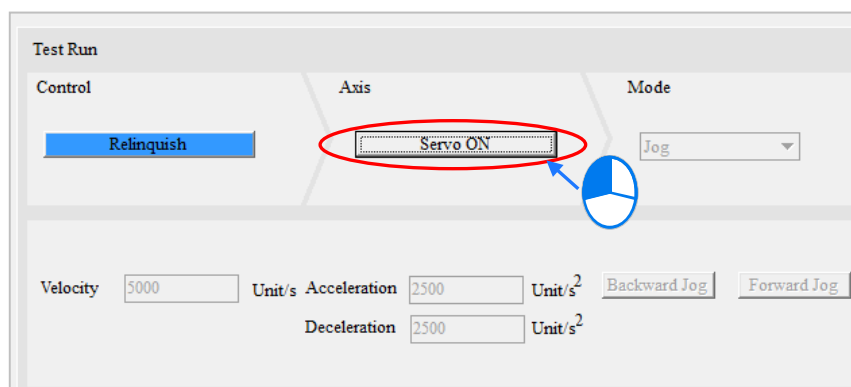 Test Run
Control Axis Mode
Relinquish Servo ON Jog
Velocity 5000 Unit/s Acceleration 2500 Unit/s² Backward Jog Forward Jog
Deceleration 2500 Unit/s²